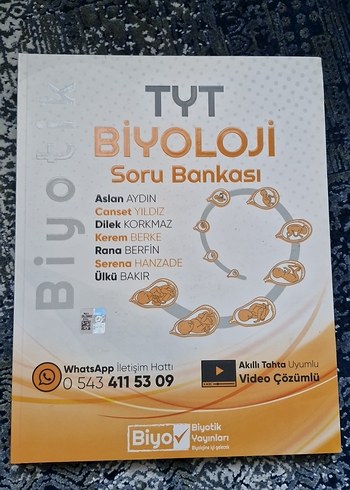 Biyotik
TYT
BİYOLOJİ
Soru Bankası
Aslan AYDIN
Canset YILDIZ
Dilek KORKMAZ
Kerem BERKE
Rana BERFİN
Serena HANZADE
Ülkü BAKIR
WhatsApp İletişim Hattı
0 543 411 53 09
Akıllı Tahta Uyumlu
Video Çözümlü
Biyo
Biyotik
Yayınları